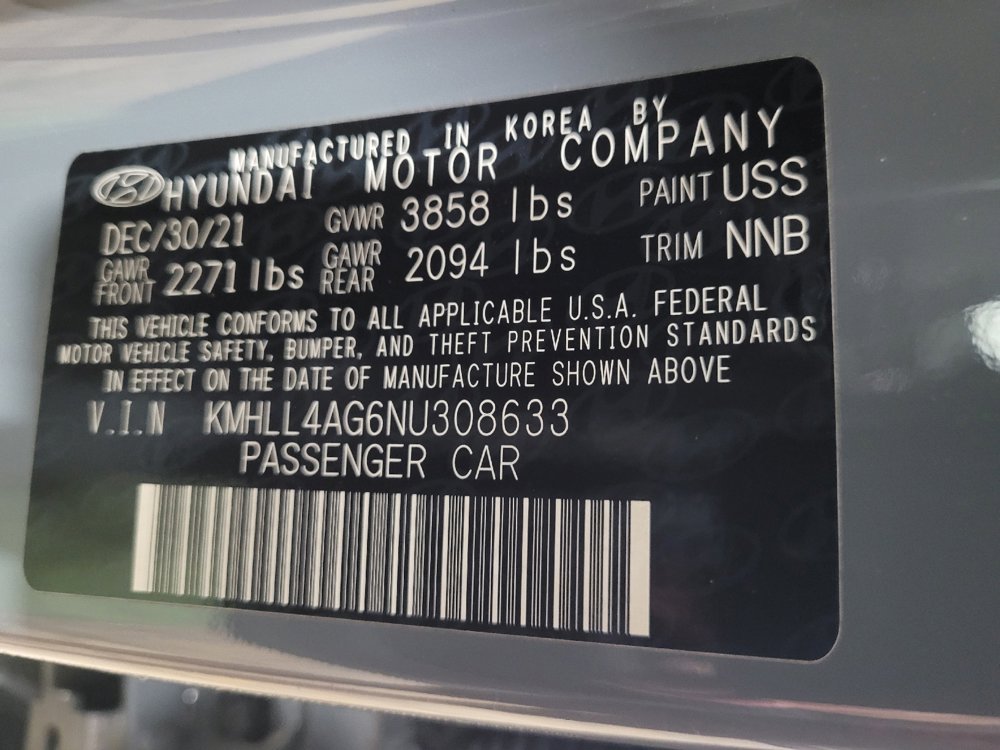 MANUFACTURED IN KOREA BY
HYUNDAI MOTOR COMPANY
DEC/30/21 GVWR 3858 lbs PAINT USS
GAWR FRONT 2271 lbs GAWR REAR 2094 lbs TRIM NNB
THIS VEHICLE CONFORMS TO ALL APPLICABLE U.S.A. FEDERAL
MOTOR VEHICLE SAFETY, BUMPER, AND THEFT PREVENTION STANDARDS
IN EFFECT ON THE DATE OF MANUFACTURE SHOWN ABOVE
V.I.N KMHLL4AG6NU308633
PASSENGER CAR